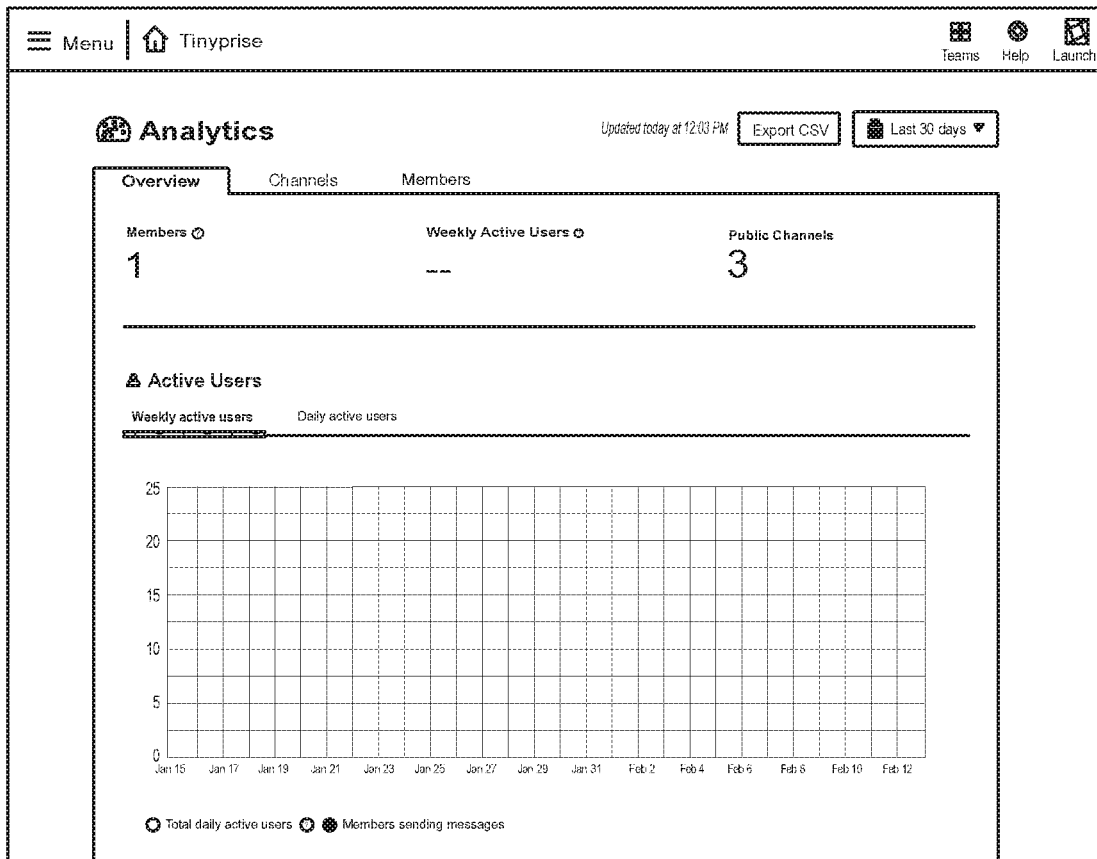 Menu Tinyprise Teams Help Launch
Analytics Updated today at 12:03 PM Export CSV Last 30 days
Overview Channels Members
Members Weekly Active Users Public Channels
1 -- 3
Active Users
Weekly active users Daily active users
25
20
15
10
5
0
Jan 15 Jan 17 Jan 19 Jan 21 Jan 23 Jan 25 Jan 27 Jan 29 Jan 31 Feb 2 Feb 4 Feb 6 Feb 8 Feb 10 Feb 12
Total daily active users Members sending messages